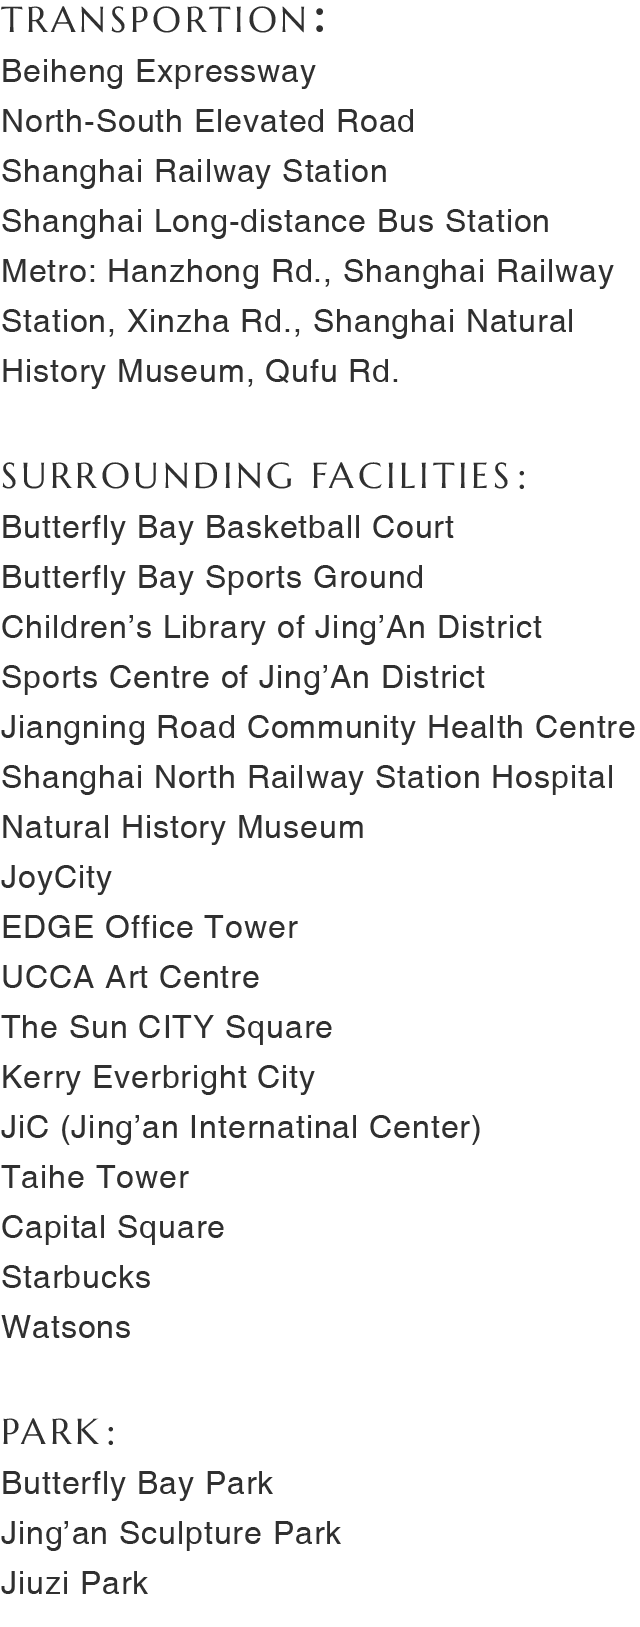 TRANSPORTION:
Beiheng Expressway
North-South Elevated Road
Shanghai Railway Station
Shanghai Long-distance Bus Station
Metro: Hanzhong Rd., Shanghai Railway
Station, Xinzha Rd., Shanghai Natural
History Museum, Qufu Rd.
SURROUNDING FACILITIES:
Butterfly Bay Basketball Court
Butterfly Bay Sports Ground
Children’s Library of Jing’An District
Sports Centre of Jing’An District
Jiangning Road Community Health Centre
Shanghai North Railway Station Hospital
Natural History Museum
JoyCity
EDGE Office Tower
UCCA Art Centre
The Sun CITY Square
Kerry Everbright City
JiC (Jing’an Internatinal Center)
Taihe Tower
Capital Square
Starbucks
Watsons
PARK:
Butterfly Bay Park
Jing’an Sculpture Park
Jiuzi Park